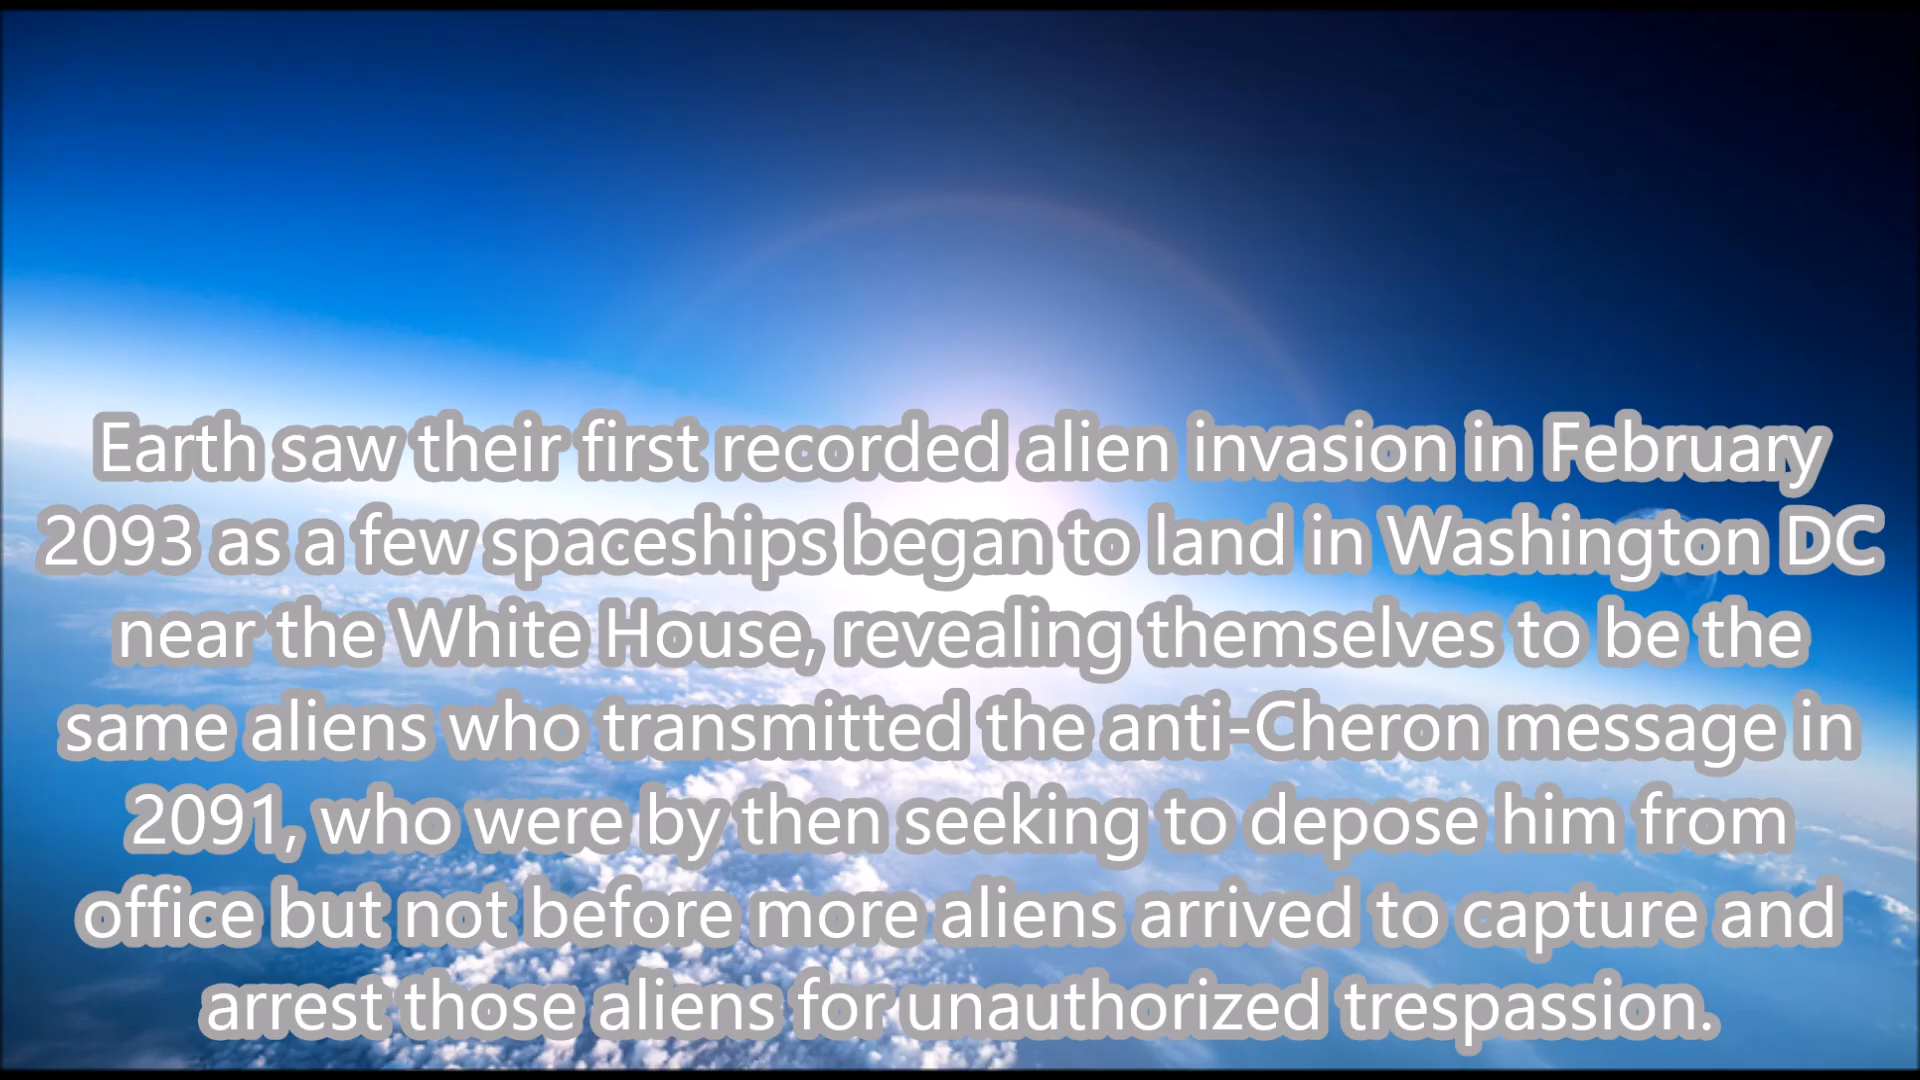 Earth saw their first recorded alien invasion in February
2093 as a few spaceships began to land in Washington DC
near the White House, revealing themselves to be the
same aliens who transmitted the anti-Cheron message in
2091, who were by then seeking to depose him from
office but not before more aliens arrived to capture and
arrest those aliens for unauthorized trespassion.